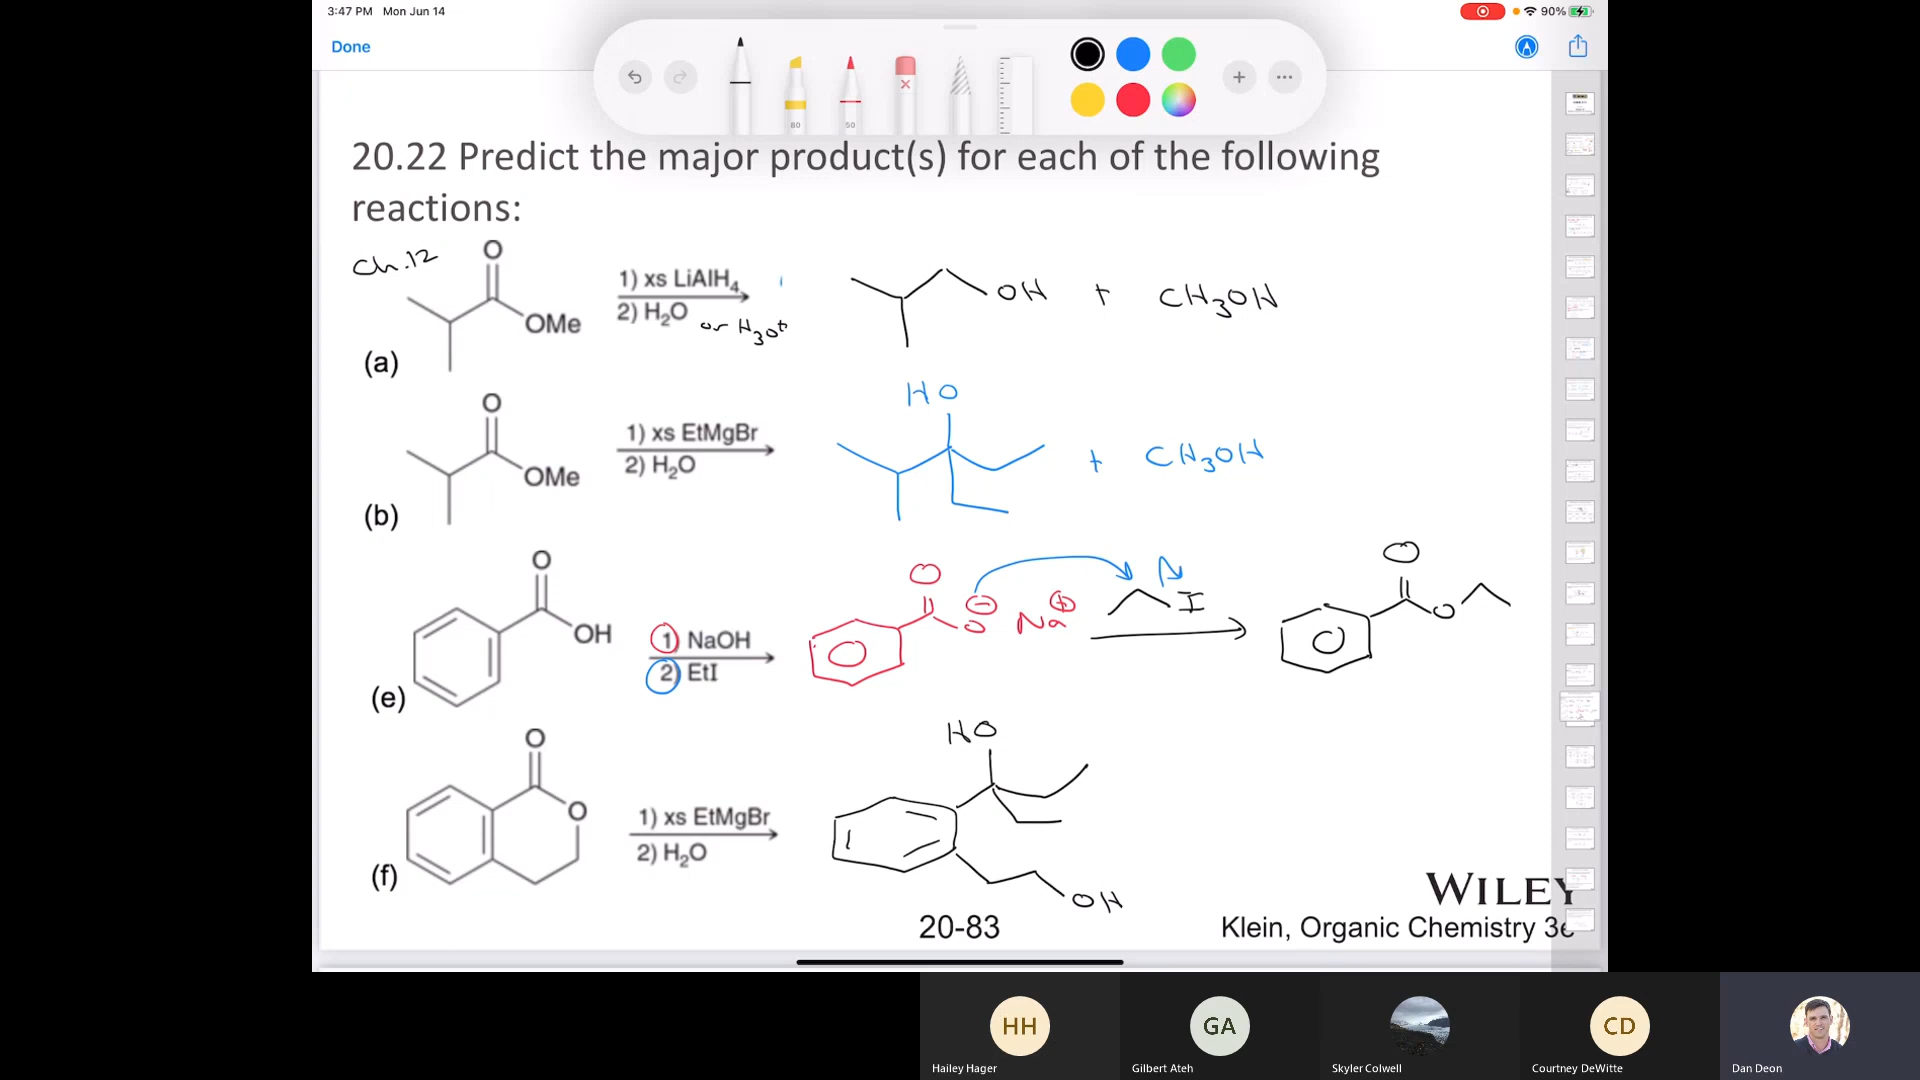 3:47 PM Mon Jun 14
90%
Done
80
50
20.22 Predict the major product(s) for each of the following
reactions:
Ch.12
O
OMe
1) xs LiAlH4
2) H2O
or H3O+
OH + CH3OH
(a)
O
OMe
1) xs EtMgBr
2) H2O
HO
+ CH3OH
(b)
O
OH
1) NaOH
2) EtI
O
O ⊖ Na ⊕
I
O
O
(e)
O
O
1) xs EtMgBr
2) H2O
HO
OH
(f)
WILEY
20-83
Klein, Organic Chemistry 3e
HH
GA
CD
Hailey Hager
Gilbert Ateh
Skyler Colwell
Courtney DeWitte
Dan Deon